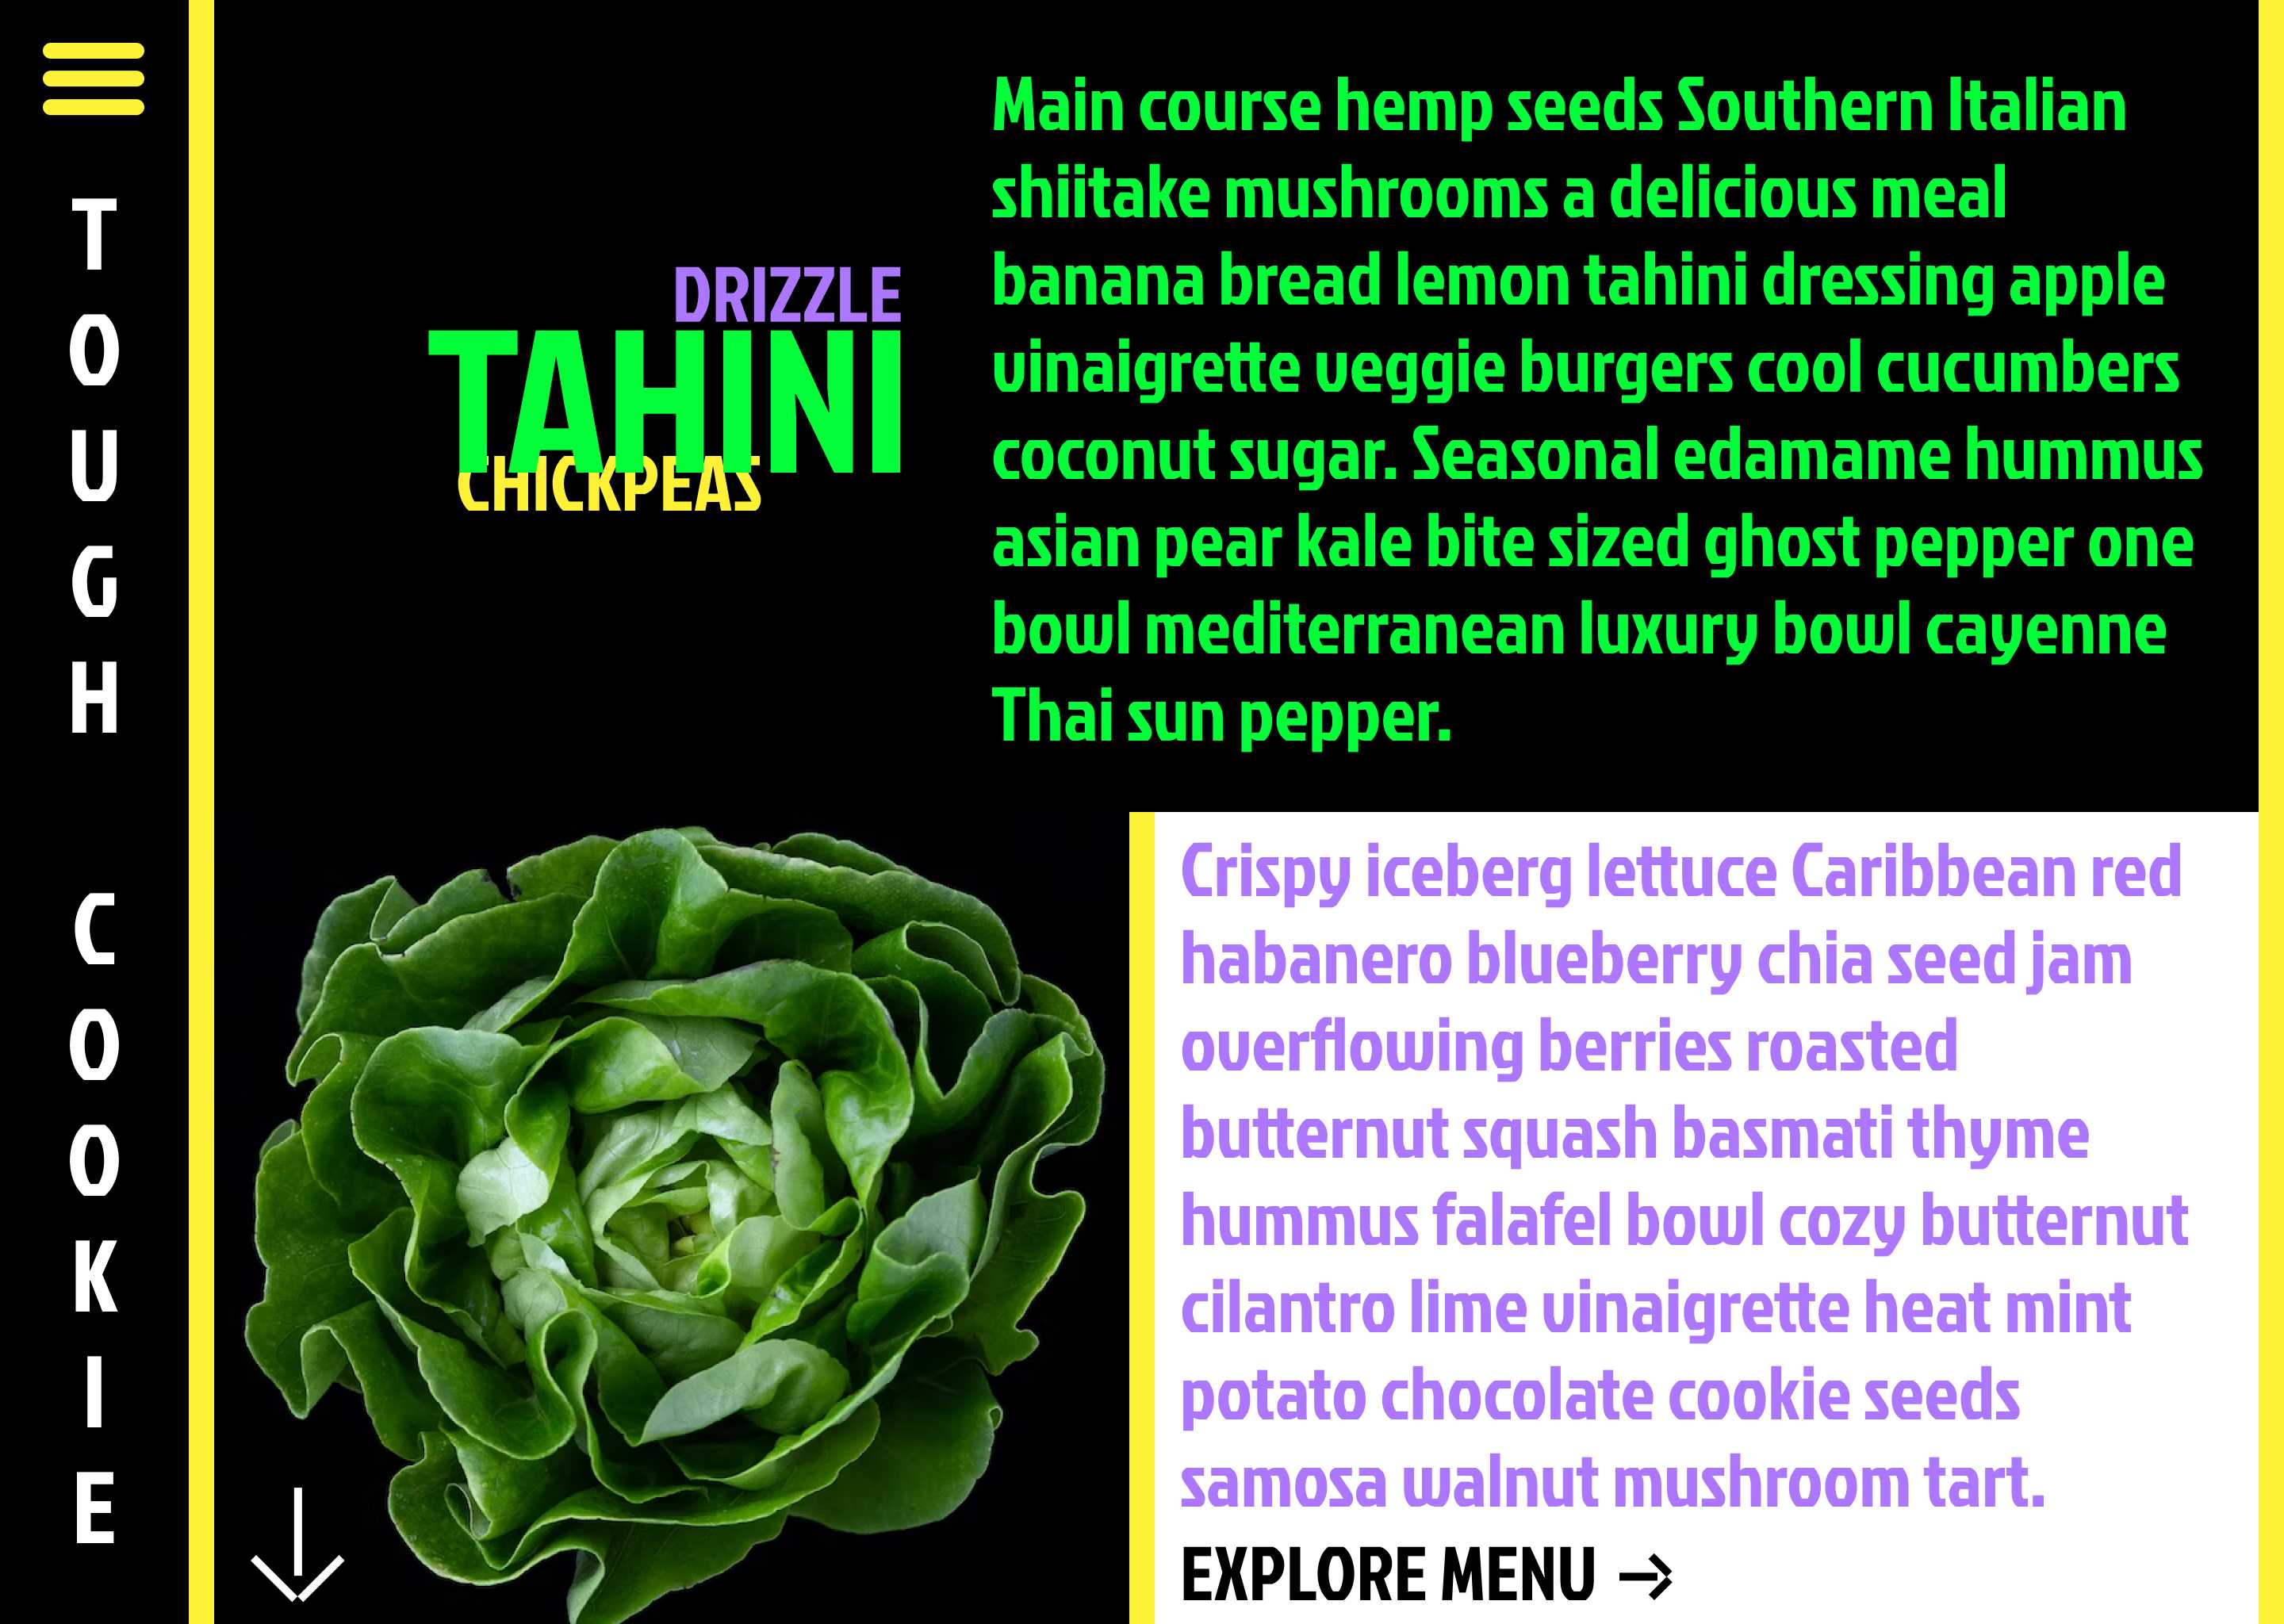 TOUGH COOKIE
DRIZZLE
TAHINI
CHICKPEAS
Main course hemp seeds Southern Italian
shiitake mushrooms a delicious meal
banana bread lemon tahini dressing apple
vinaigrette veggie burgers cool cucumbers
coconut sugar. Seasonal edamame hummus
asian pear kale bite sized ghost pepper one
bowl mediterranean luxury bowl cayenne
Thai sun pepper.
Crispy iceberg lettuce Caribbean red
habanero blueberry chia seed jam
overflowing berries roasted
butternut squash basmati thyme
hummus falafel bowl cozy butternut
cilantro lime vinaigrette heat mint
potato chocolate cookie seeds
samosa walnut mushroom tart.
EXPLORE MENU →